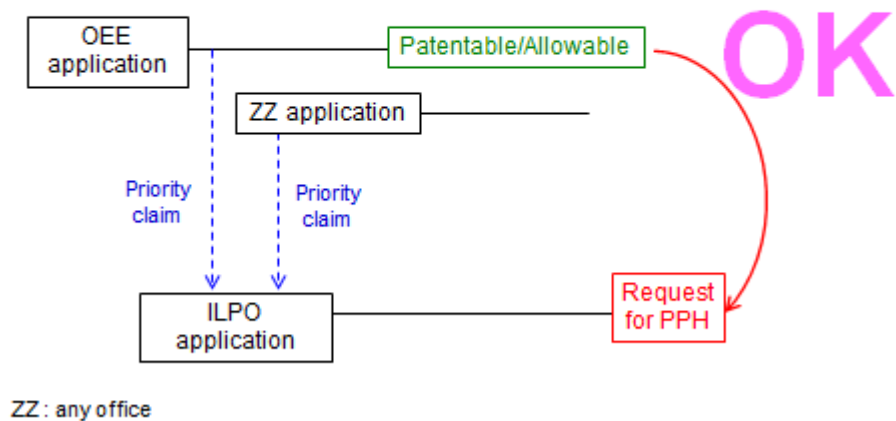 OEE
application
Patentable/Allowable
OK
ZZ application
Priority
claim
Priority
claim
ILPO
application
Request
for PPH
ZZ : any office